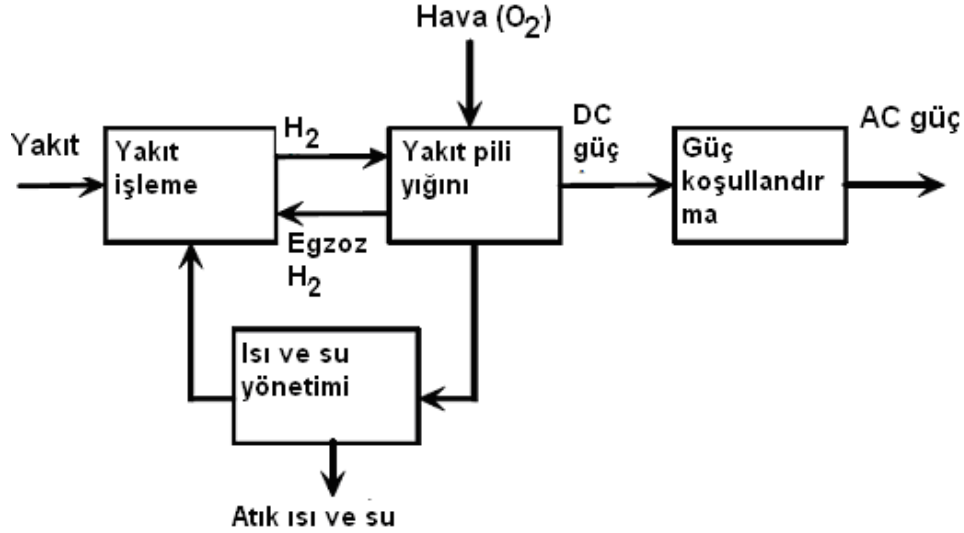 Hava (O2)
Yakıt
Yakıt
işleme
H2
Egzoz
H2
Yakıt pili
yığını
DC
güç
Güç
koşullandır
ma
AC güç
Isı ve su
yönetimi
Atık ısı ve su